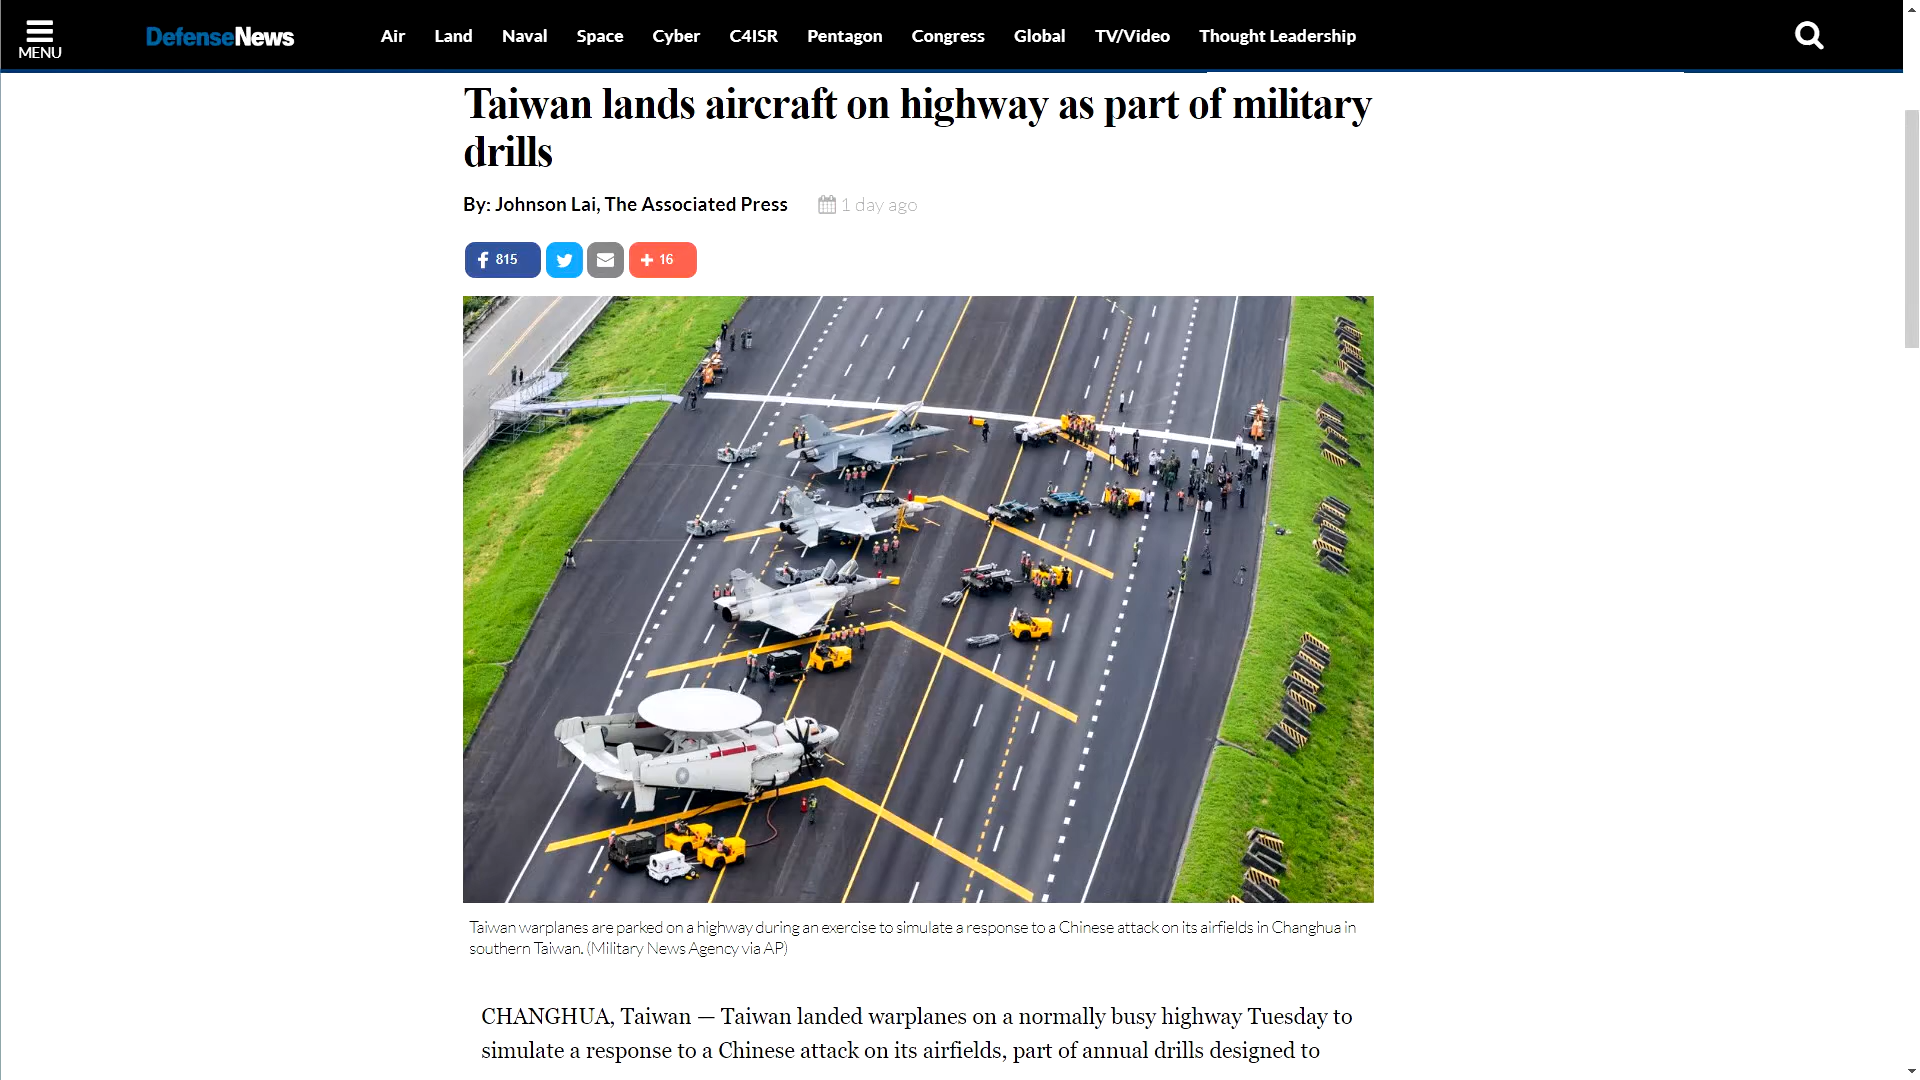 MENU
DefenseNews
Air Land Naval Space Cyber C4ISR Pentagon Congress Global TV/Video Thought Leadership
Taiwan lands aircraft on highway as part of military
drills
By: Johnson Lai, The Associated Press 1 day ago
815 + 16
Taiwan warplanes are parked on a highway during an exercise to simulate a response to a Chinese attack on its airfields in Changhua in
southern Taiwan. (Military News Agency via AP)
CHANGHUA, Taiwan — Taiwan landed warplanes on a normally busy highway Tuesday to
simulate a response to a Chinese attack on its airfields, part of annual drills designed to